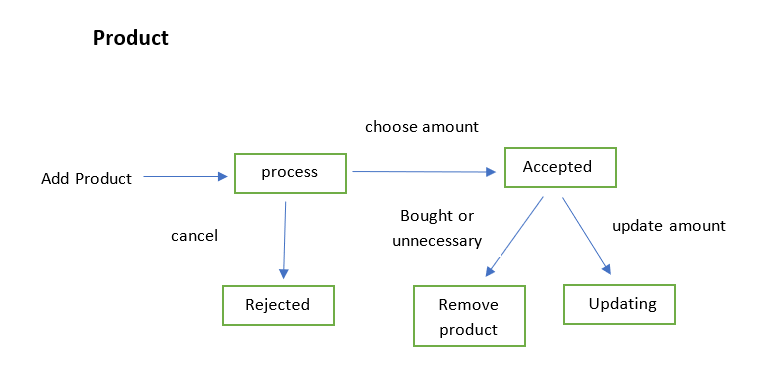 Product
choose amount
Add Product
process
Accepted
cancel
Bought or
unnecessary
update amount
Rejected
Remove
product
Updating